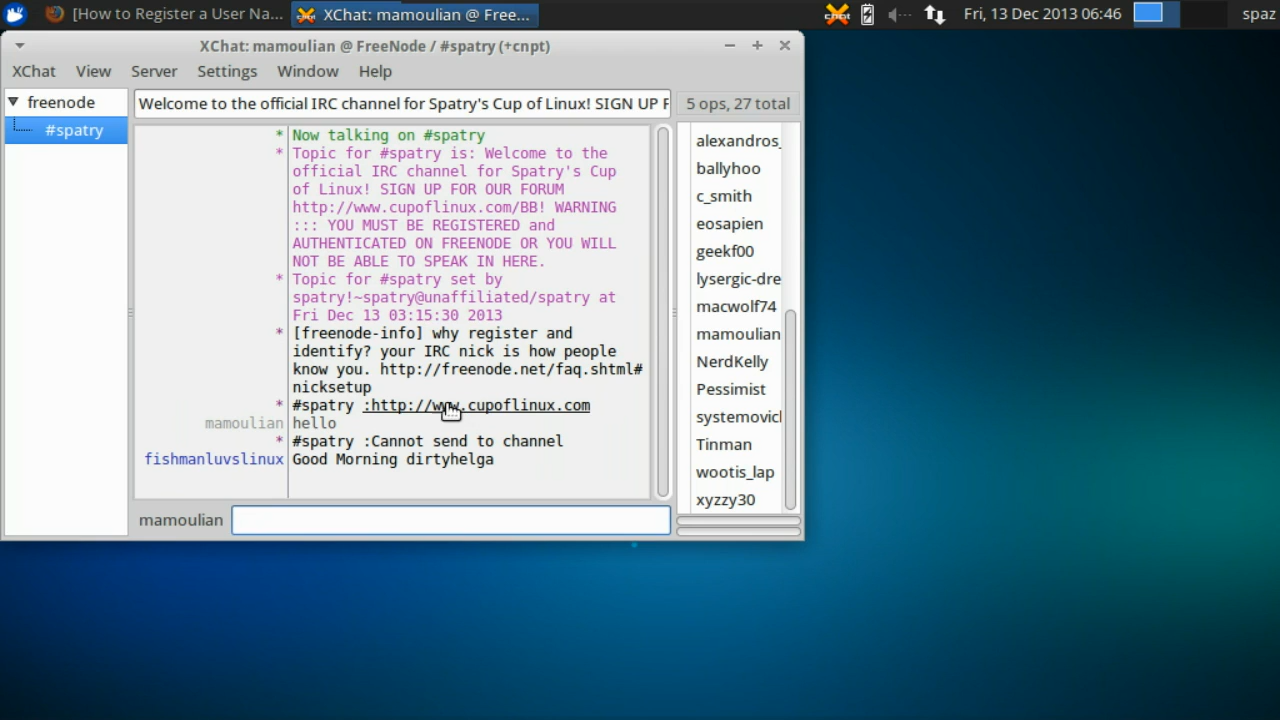 [How to Register a User Na...
XChat: mamoulian @ Free...
Fri, 13 Dec 2013 06:46
spaz
XChat: mamoulian @ FreeNode / #spatry (+cnpt)
XChat View Server Settings Window Help
freenode
#spatry
Welcome to the official IRC channel for Spatry's Cup of Linux! SIGN UP F
5 ops, 27 total
* Now talking on #spatry
* Topic for #spatry is: Welcome to the
official IRC channel for Spatry's Cup
of Linux! SIGN UP FOR OUR FORUM
http://www.cupoflinux.com/BB! WARNING
::: YOU MUST BE REGISTERED and
AUTHENTICATED ON FREENODE OR YOU WILL
NOT BE ABLE TO SPEAK IN HERE.
* Topic for #spatry set by
spatry!~spatry@unaffiliated/spatry at
Fri Dec 13 03:15:30 2013
* [freenode-info] why register and
identify? your IRC nick is how people
know you. http://freenode.net/faq.shtml#
nicksetup
* #spatry :http://www.cupoflinux.com
mamoulian hello
* #spatry :Cannot send to channel
fishmanluvslinux Good Morning dirtyhelga
mamoulian
alexandros_
ballyhoo
c_smith
eosapien
geekf00
lysergic-dre
macwolf74
mamoulian
NerdKelly
Pessimist
systemovich
Tinman
wootis_lap
xyzzy30